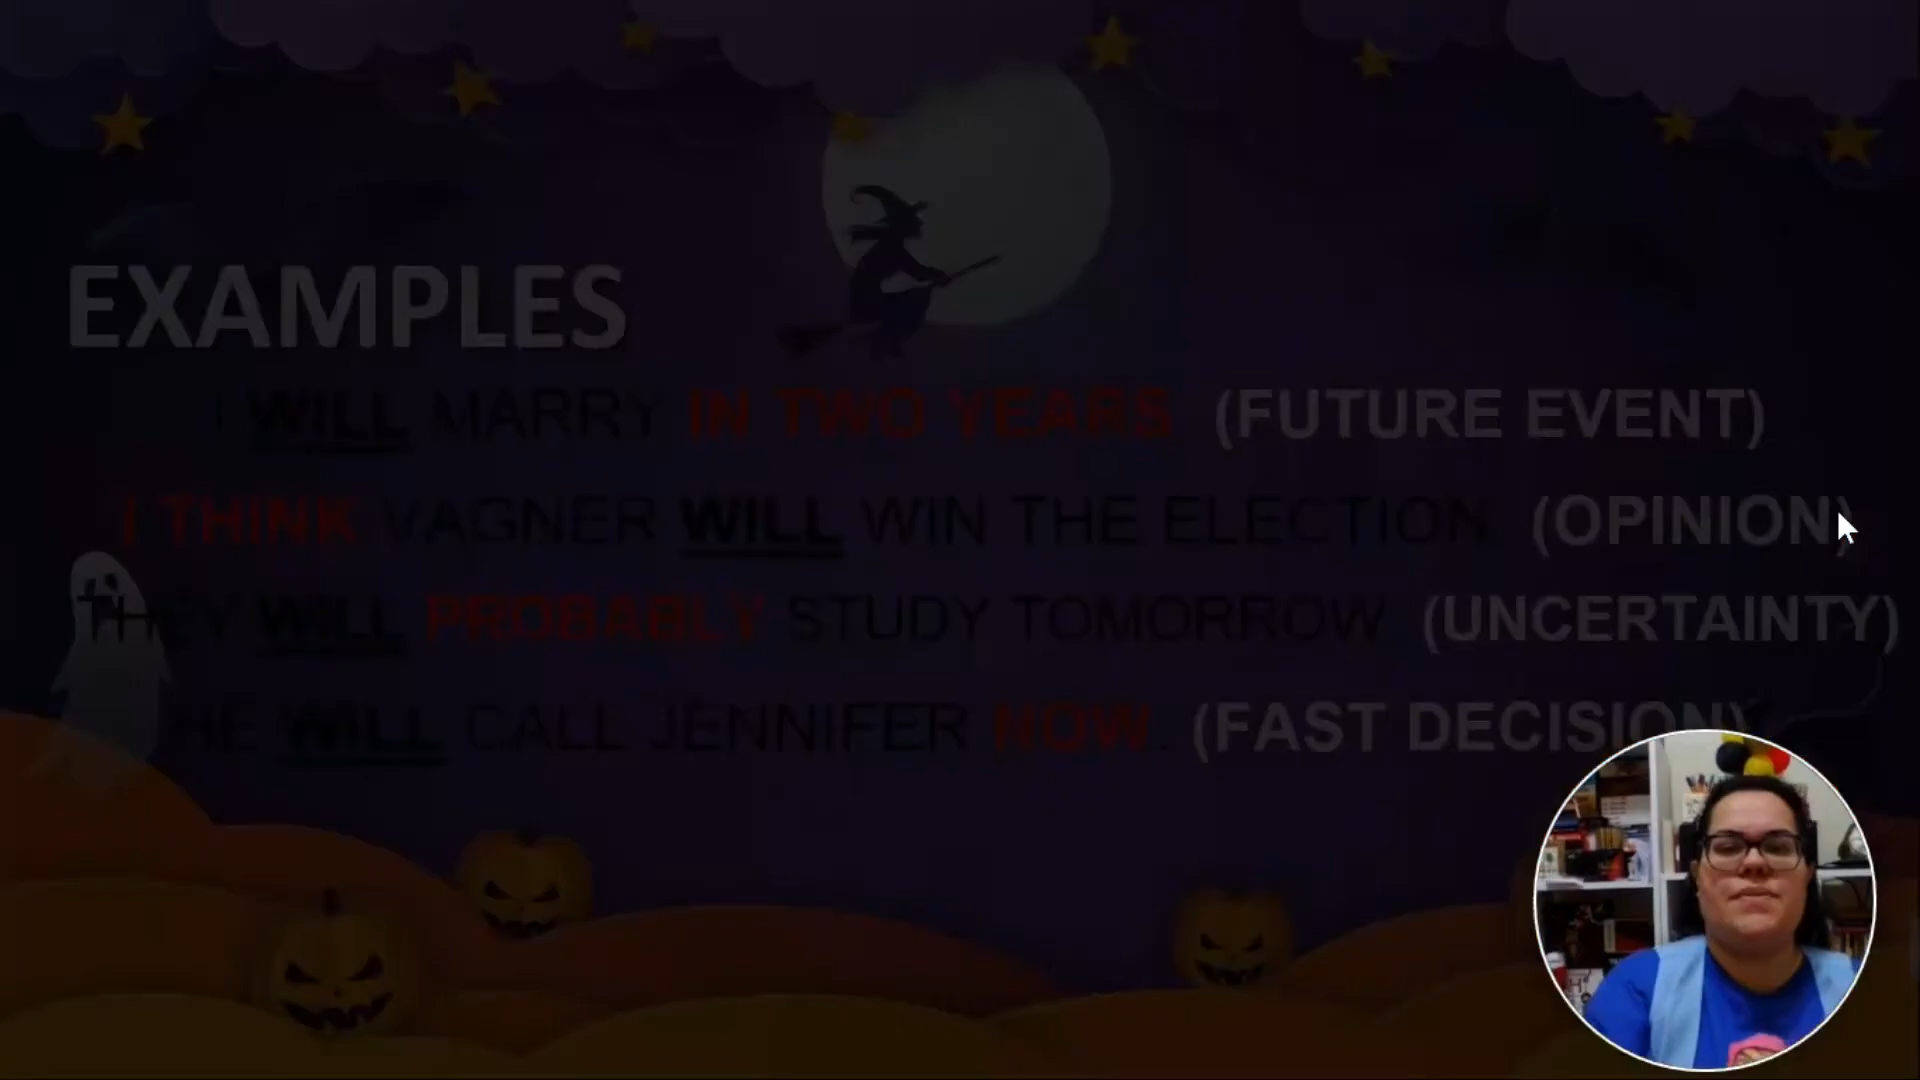 EXAMPLES
I WILL MARRY IN TWO YEARS (FUTURE EVENT)
I THINK VAGNER WILL WIN THE ELECTION. (OPINION)
THEY WILL PROBABLY STUDY TOMORROW (UNCERTAINTY)
HE WILL CALL JENNIFER NOW. (FAST DECISION)